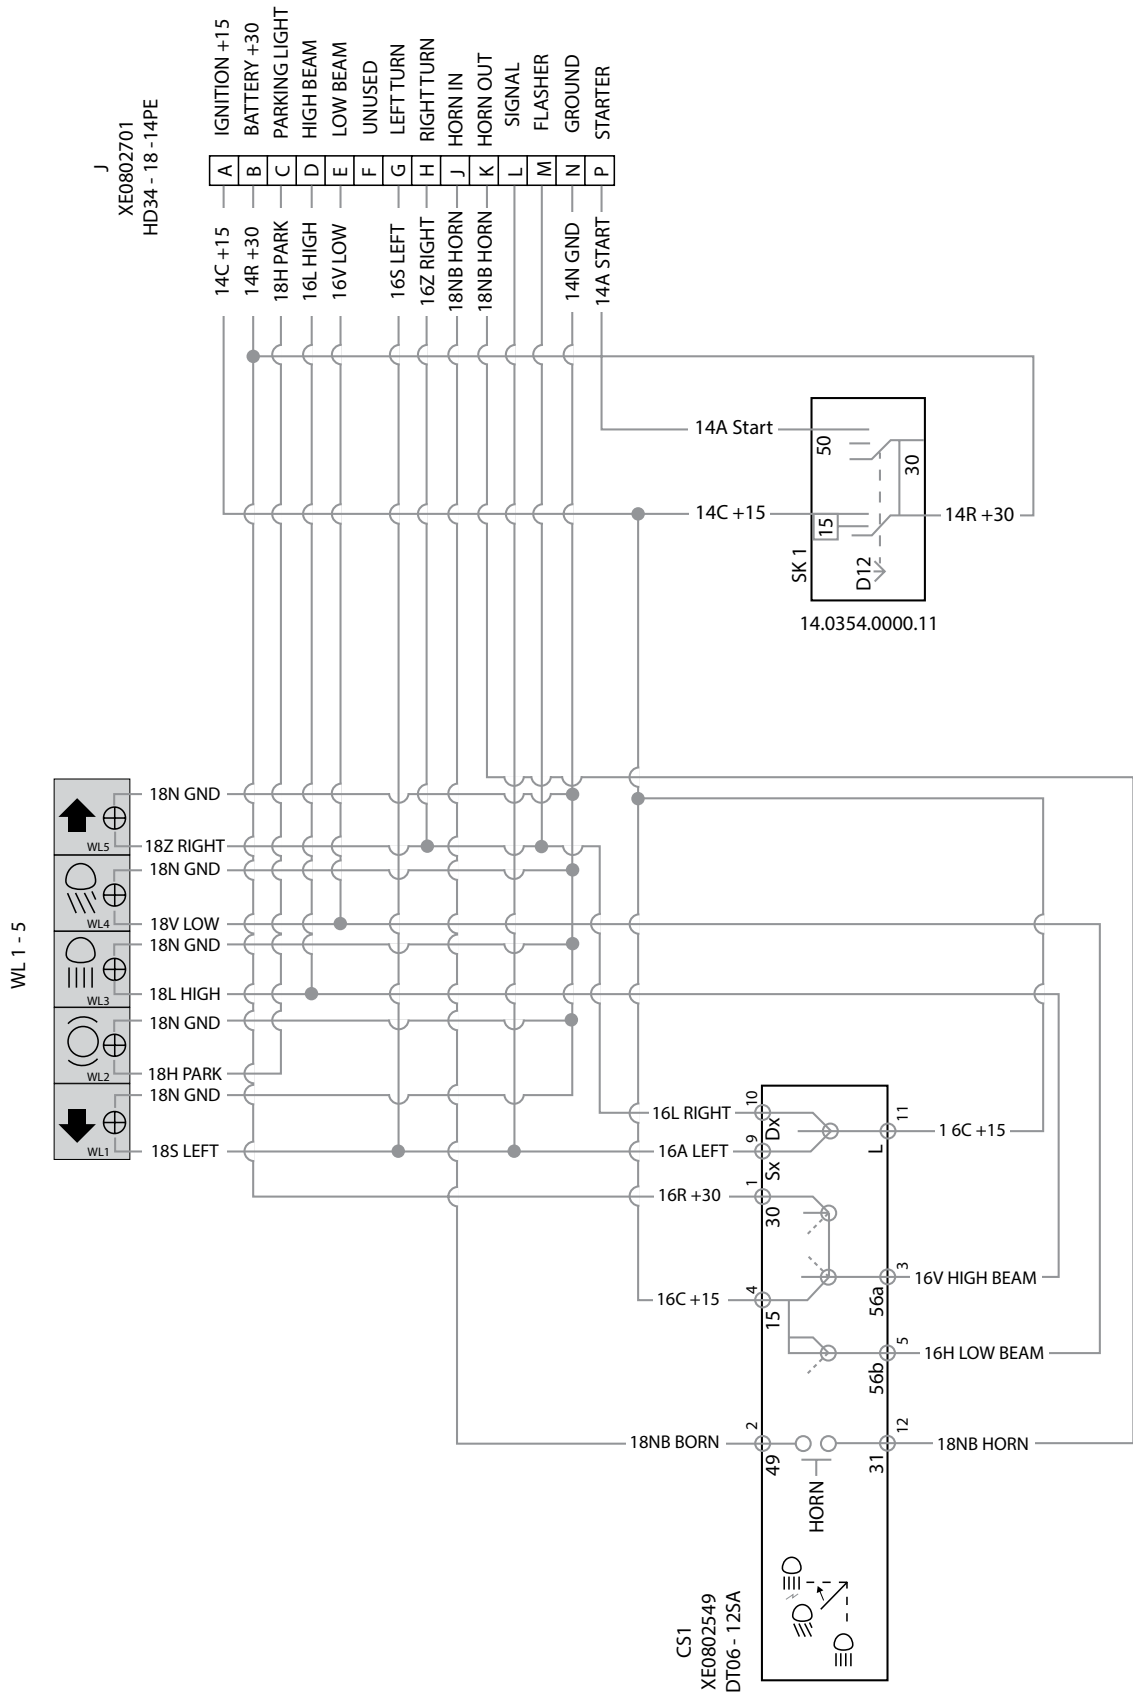 J
XE0802701
HD34 - 18 -14PE
IGNITION +15
BATTERY +30
PARKING LIGHT
HIGH BEAM
LOW BEAM
UNUSED
LEFT TURN
RIGHT TURN
HORN IN
HORN OUT
SIGNAL
FLASHER
GROUND
STARTER
A
B
C
D
E
F
G
H
J
K
L
M
N
P
14C +15
14R +30
18H PARK
16L HIGH
16V LOW
16S LEFT
16Z RIGHT
18NB HORN
18NB HORN
14N GND
14A START
14A Start
50
30
14C +15
15
14R +30
SK 1
D12
14.0354.0000.11
WL 1 - 5
WL5
WL4
WL3
WL2
WL1
18N GND
18Z RIGHT
18N GND
18V LOW
18N GND
18L HIGH
18N GND
18H PARK
18N GND
18S LEFT
16L RIGHT
10
Dx
16A LEFT
9
Sx
11
L
1 6C +15
16R +30
1
30
3
56a
16V HIGH BEAM
16C +15
4
15
5
56b
16H LOW BEAM
18NB BORN
2
49
12
31
18NB HORN
HORN
CS1
XE0802549
DT06 - 12SA